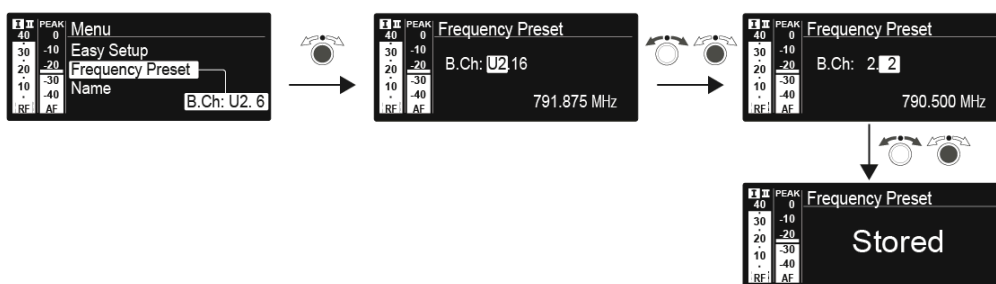 I II PEAK Menu
40 0
30 -10 Easy Setup
20 -20 Frequency Preset
10 -30 Name
-40 B.Ch: U2. 6
RF AF
I II PEAK Frequency Preset
40 0
30 -10 B.Ch: U2.16
20 -20
10 -30
-40 791.875 MHz
RF AF
I II PEAK Frequency Preset
40 0
30 -10 B.Ch: 2. 2
20 -20
10 -30
-40 790.500 MHz
RF AF
I II PEAK Frequency Preset
40 0
30 -10
20 -20 Stored
10 -30
-40
RF AF